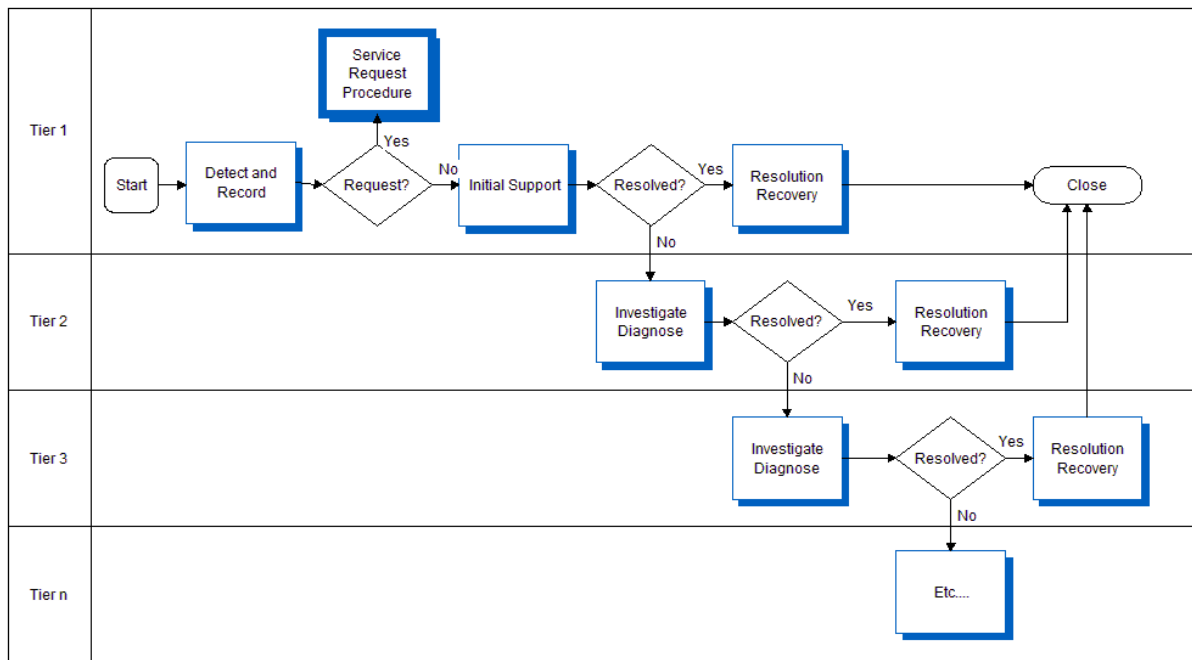 Tier 1
Service
Request
Procedure
Yes
Start
Detect and
Record
Request?
No
Initial Support
Resolved?
Yes
Resolution
Recovery
Close
No
Tier 2
Investigate
Diagnose
Resolved?
Yes
Resolution
Recovery
No
Tier 3
Investigate
Diagnose
Resolved?
Yes
Resolution
Recovery
No
Tier n
Etc....